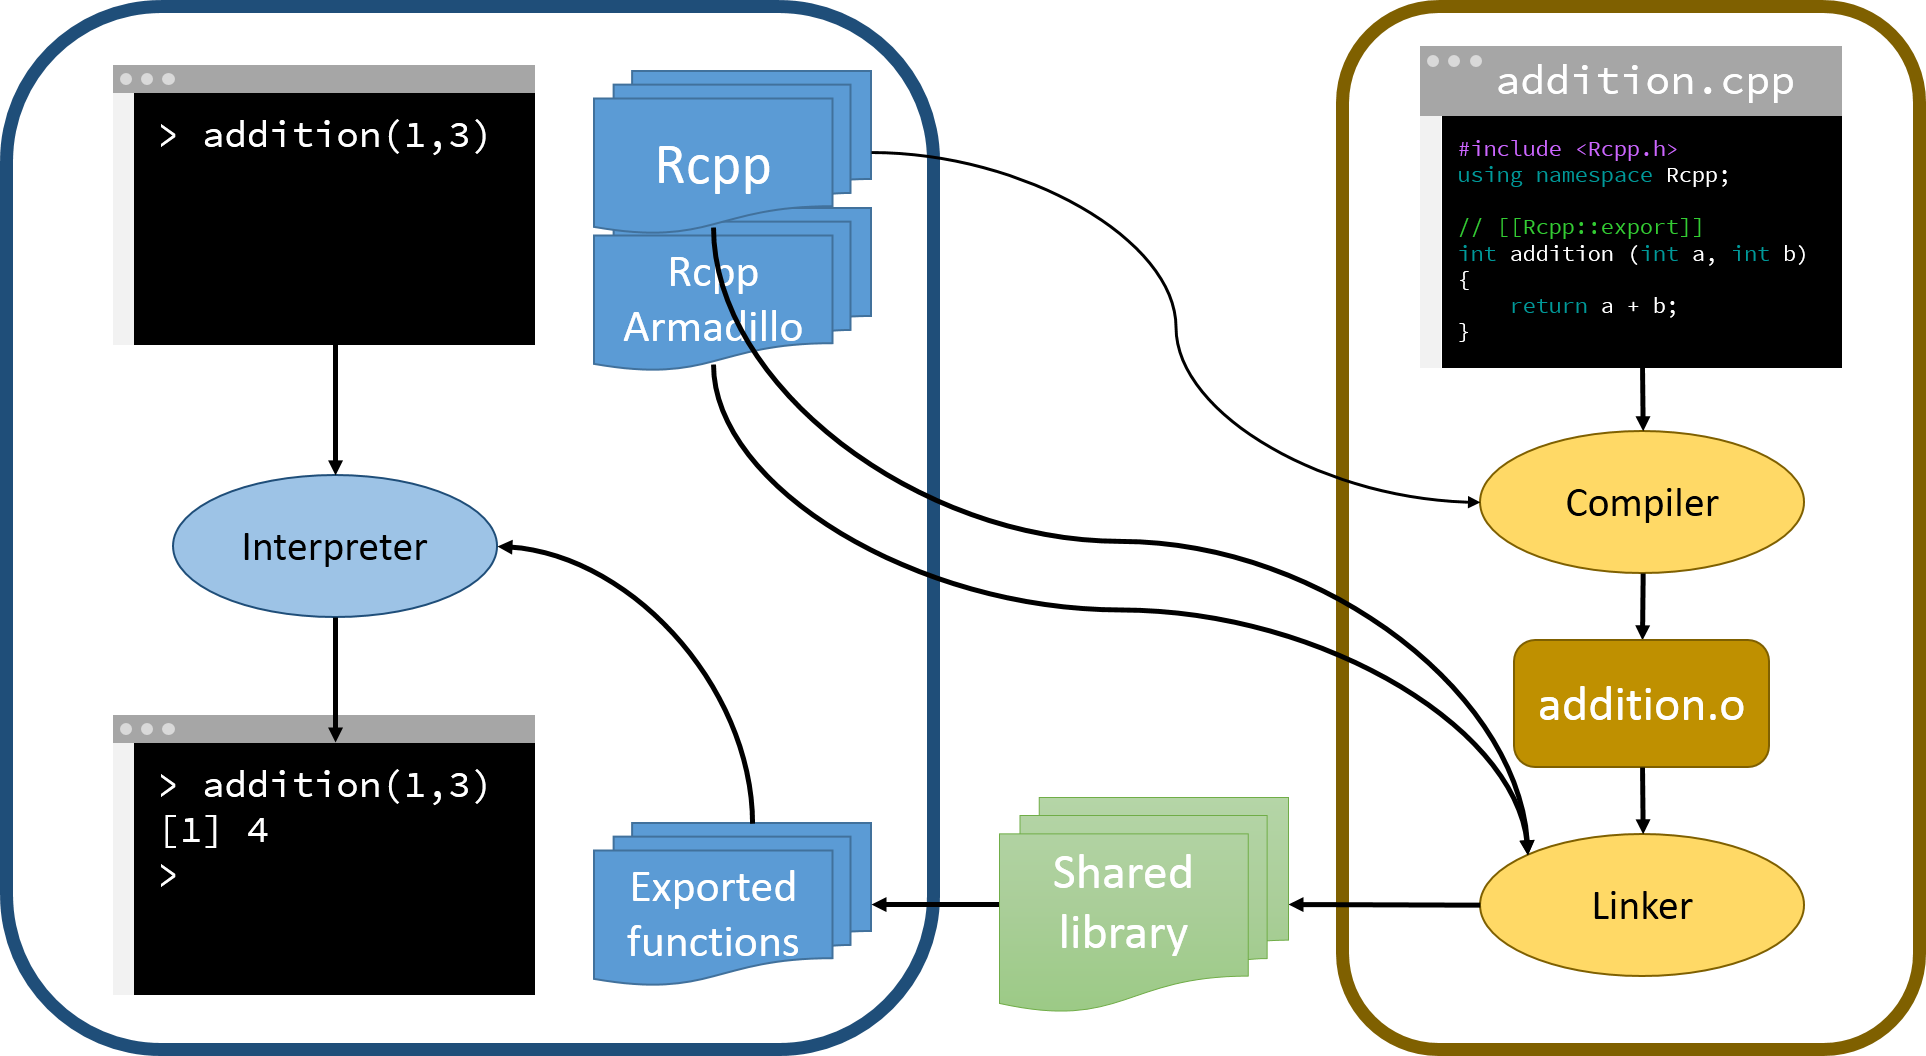 > addition(1,3)
Rcpp
Rcpp
Armadillo
Interpreter
> addition(1,3)
[1] 4
>
Exported
functions
Shared
library
addition.cpp
#include <Rcpp.h>
using namespace Rcpp;
// [[Rcpp::export]]
int addition (int a, int b)
{
    return a + b;
}
Compiler
addition.o
Linker